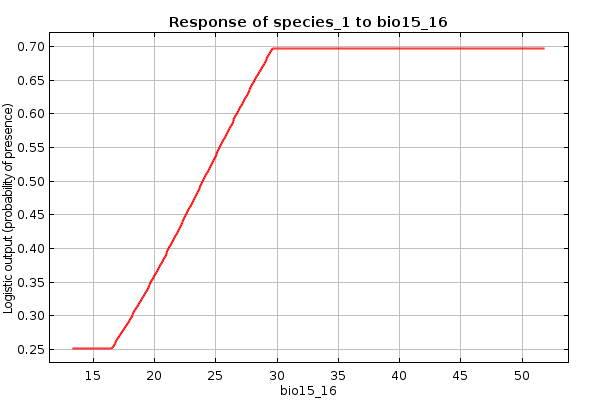 Response of species_1 to bio15_16
Logistic output (probability of presence)
0.70
0.65
0.60
0.55
0.50
0.45
0.40
0.35
0.30
0.25
15 20 25 30 35 40 45 50
bio15_16